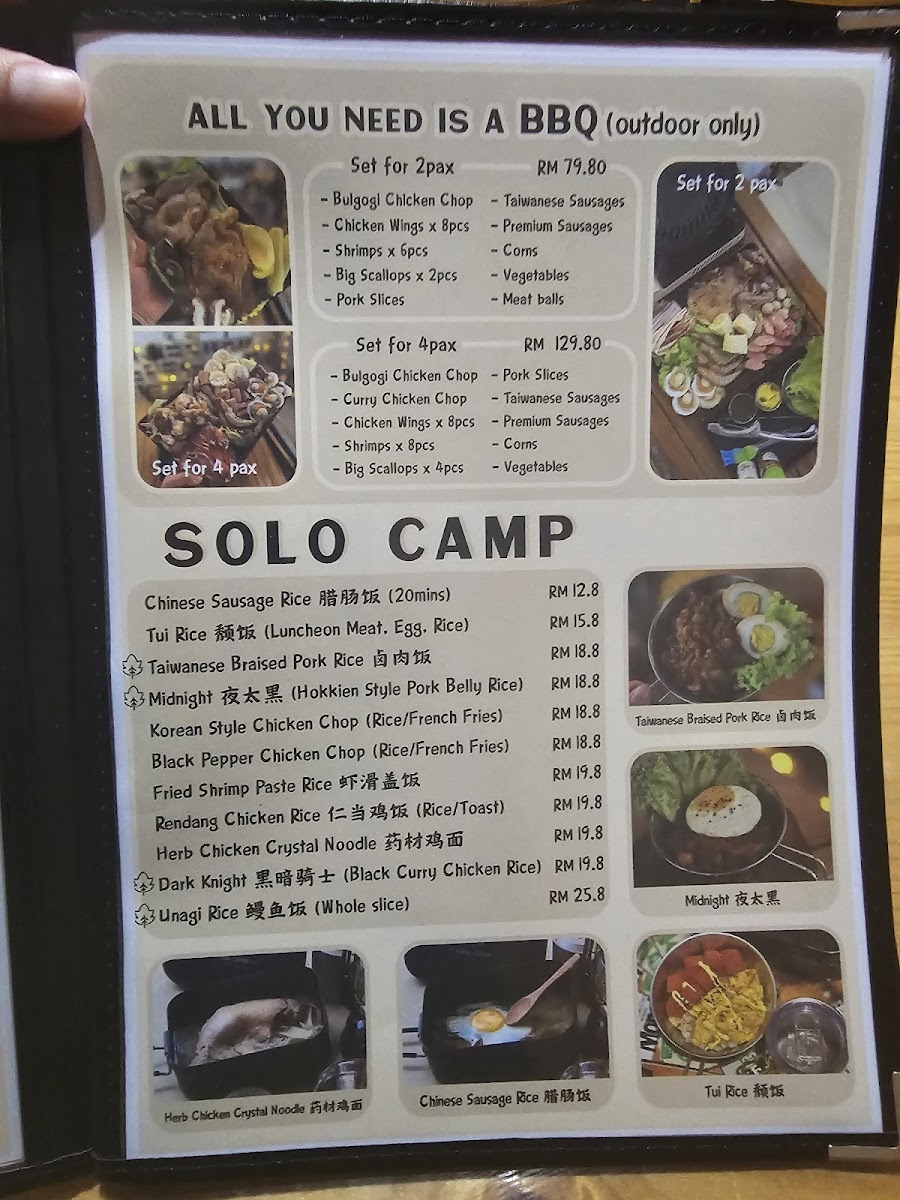 ALL YOU NEED IS A BBQ (outdoor only)
Set for 2pax RM 79.80
- Bulgogi Chicken Chop - Taiwanese Sausages
- Chicken Wings x 8pcs - Premium Sausages
- Shrimps x 6pcs - Corns
- Big Scallops x 2pcs - Vegetables
- Pork Slices - Meat balls
Set for 2 pax
Set for 4pax RM 129.80
- Bulgogi Chicken Chop - Pork Slices
- Curry Chicken Chop - Taiwanese Sausages
- Chicken Wings x 8pcs - Premium Sausages
- Shrimps x 8pcs - Corns
- Big Scallops x 4pcs - Vegetables
Set for 4 pax
SOLO CAMP
Chinese Sausage Rice 腊肠饭 (20mins) RM 12.8
Tui Rice 颓饭 (Luncheon Meat, Egg, Rice) RM 15.8
Taiwanese Braised Pork Rice 卤肉饭 RM 18.8
Midnight 夜太黑 (Hokkien Style Pork Belly Rice) RM 18.8
Korean Style Chicken Chop (Rice/French Fries) RM 18.8
Black Pepper Chicken Chop (Rice/French Fries) RM 18.8
Fried Shrimp Paste Rice 虾滑盖饭 RM 19.8
Rendang Chicken Rice 仁当鸡饭 (Rice/Toast) RM 19.8
Herb Chicken Crystal Noodle 药材鸡面 RM 19.8
Dark Knight 黑暗骑士 (Black Curry Chicken Rice) RM 19.8
Unagi Rice 鳗鱼饭 (Whole slice) RM 25.8
Taiwanese Braised Pork Rice 卤肉饭
Midnight 夜太黑
Herb Chicken Crystal Noodle 药材鸡面
Chinese Sausage Rice 腊肠饭
Tui Rice 颓饭